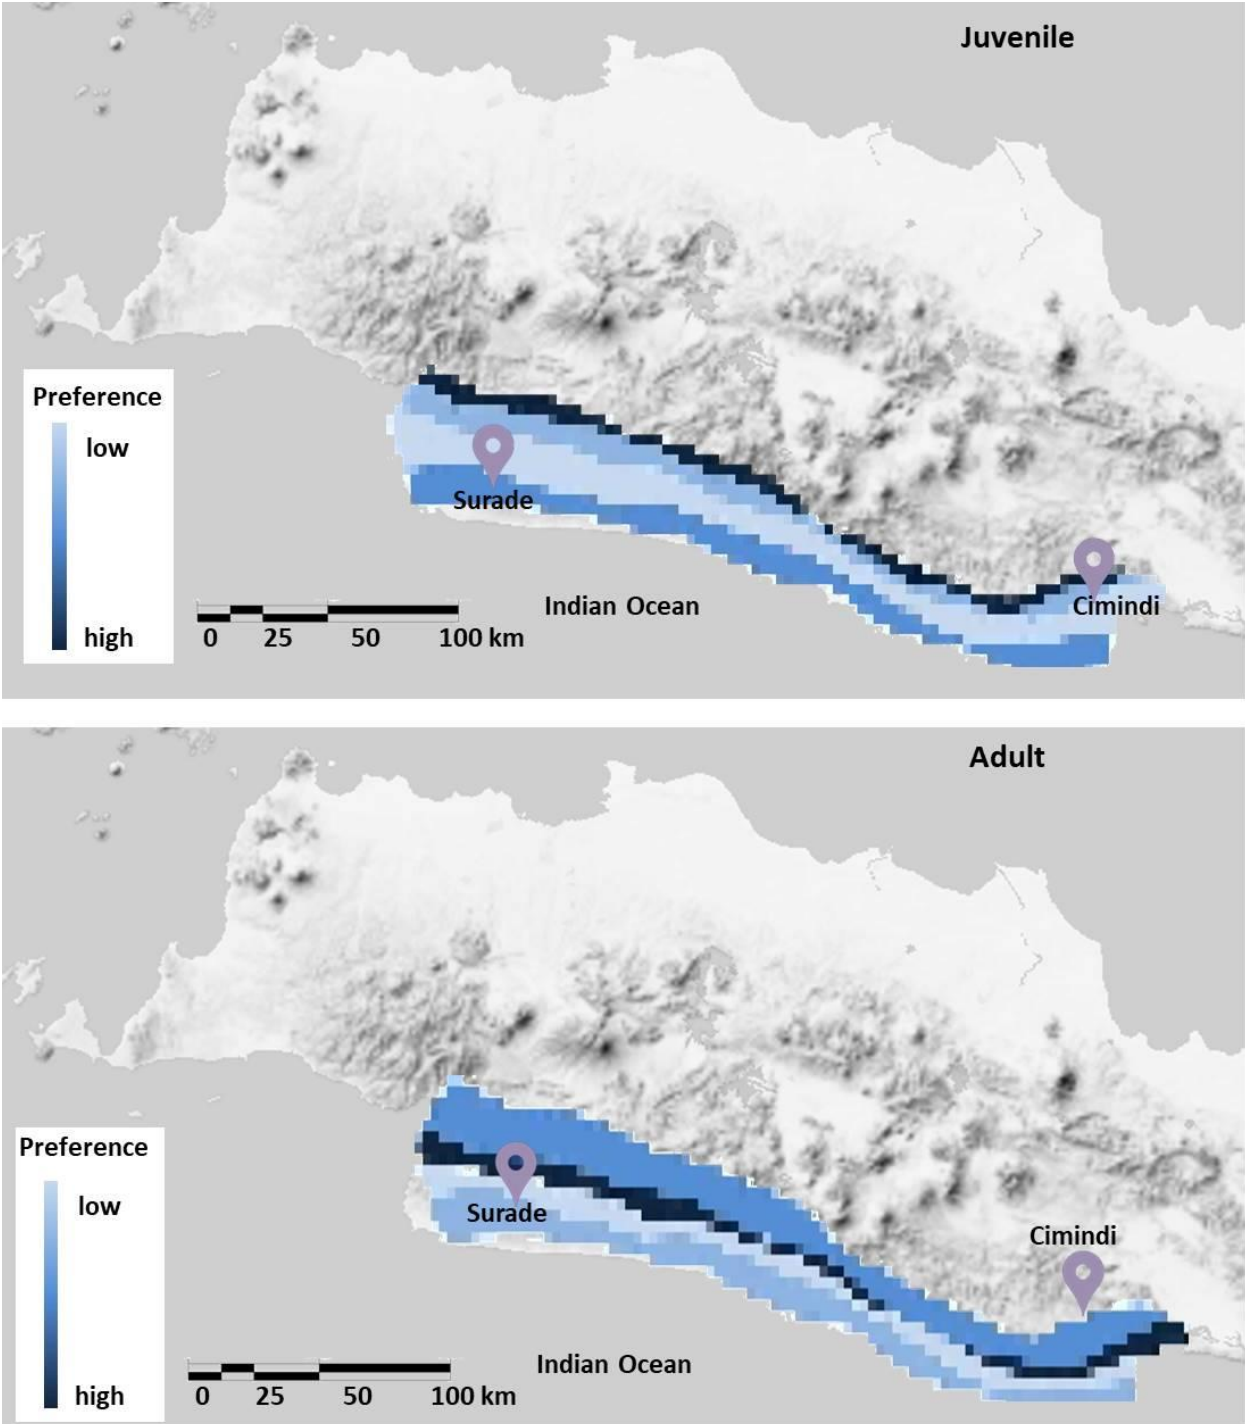 Juvenile
Preference
low
high
Surade
Cimindi
Indian Ocean
0 25 50 100 km
Adult
Preference
low
high
Surade
Cimindi
Indian Ocean
0 25 50 100 km